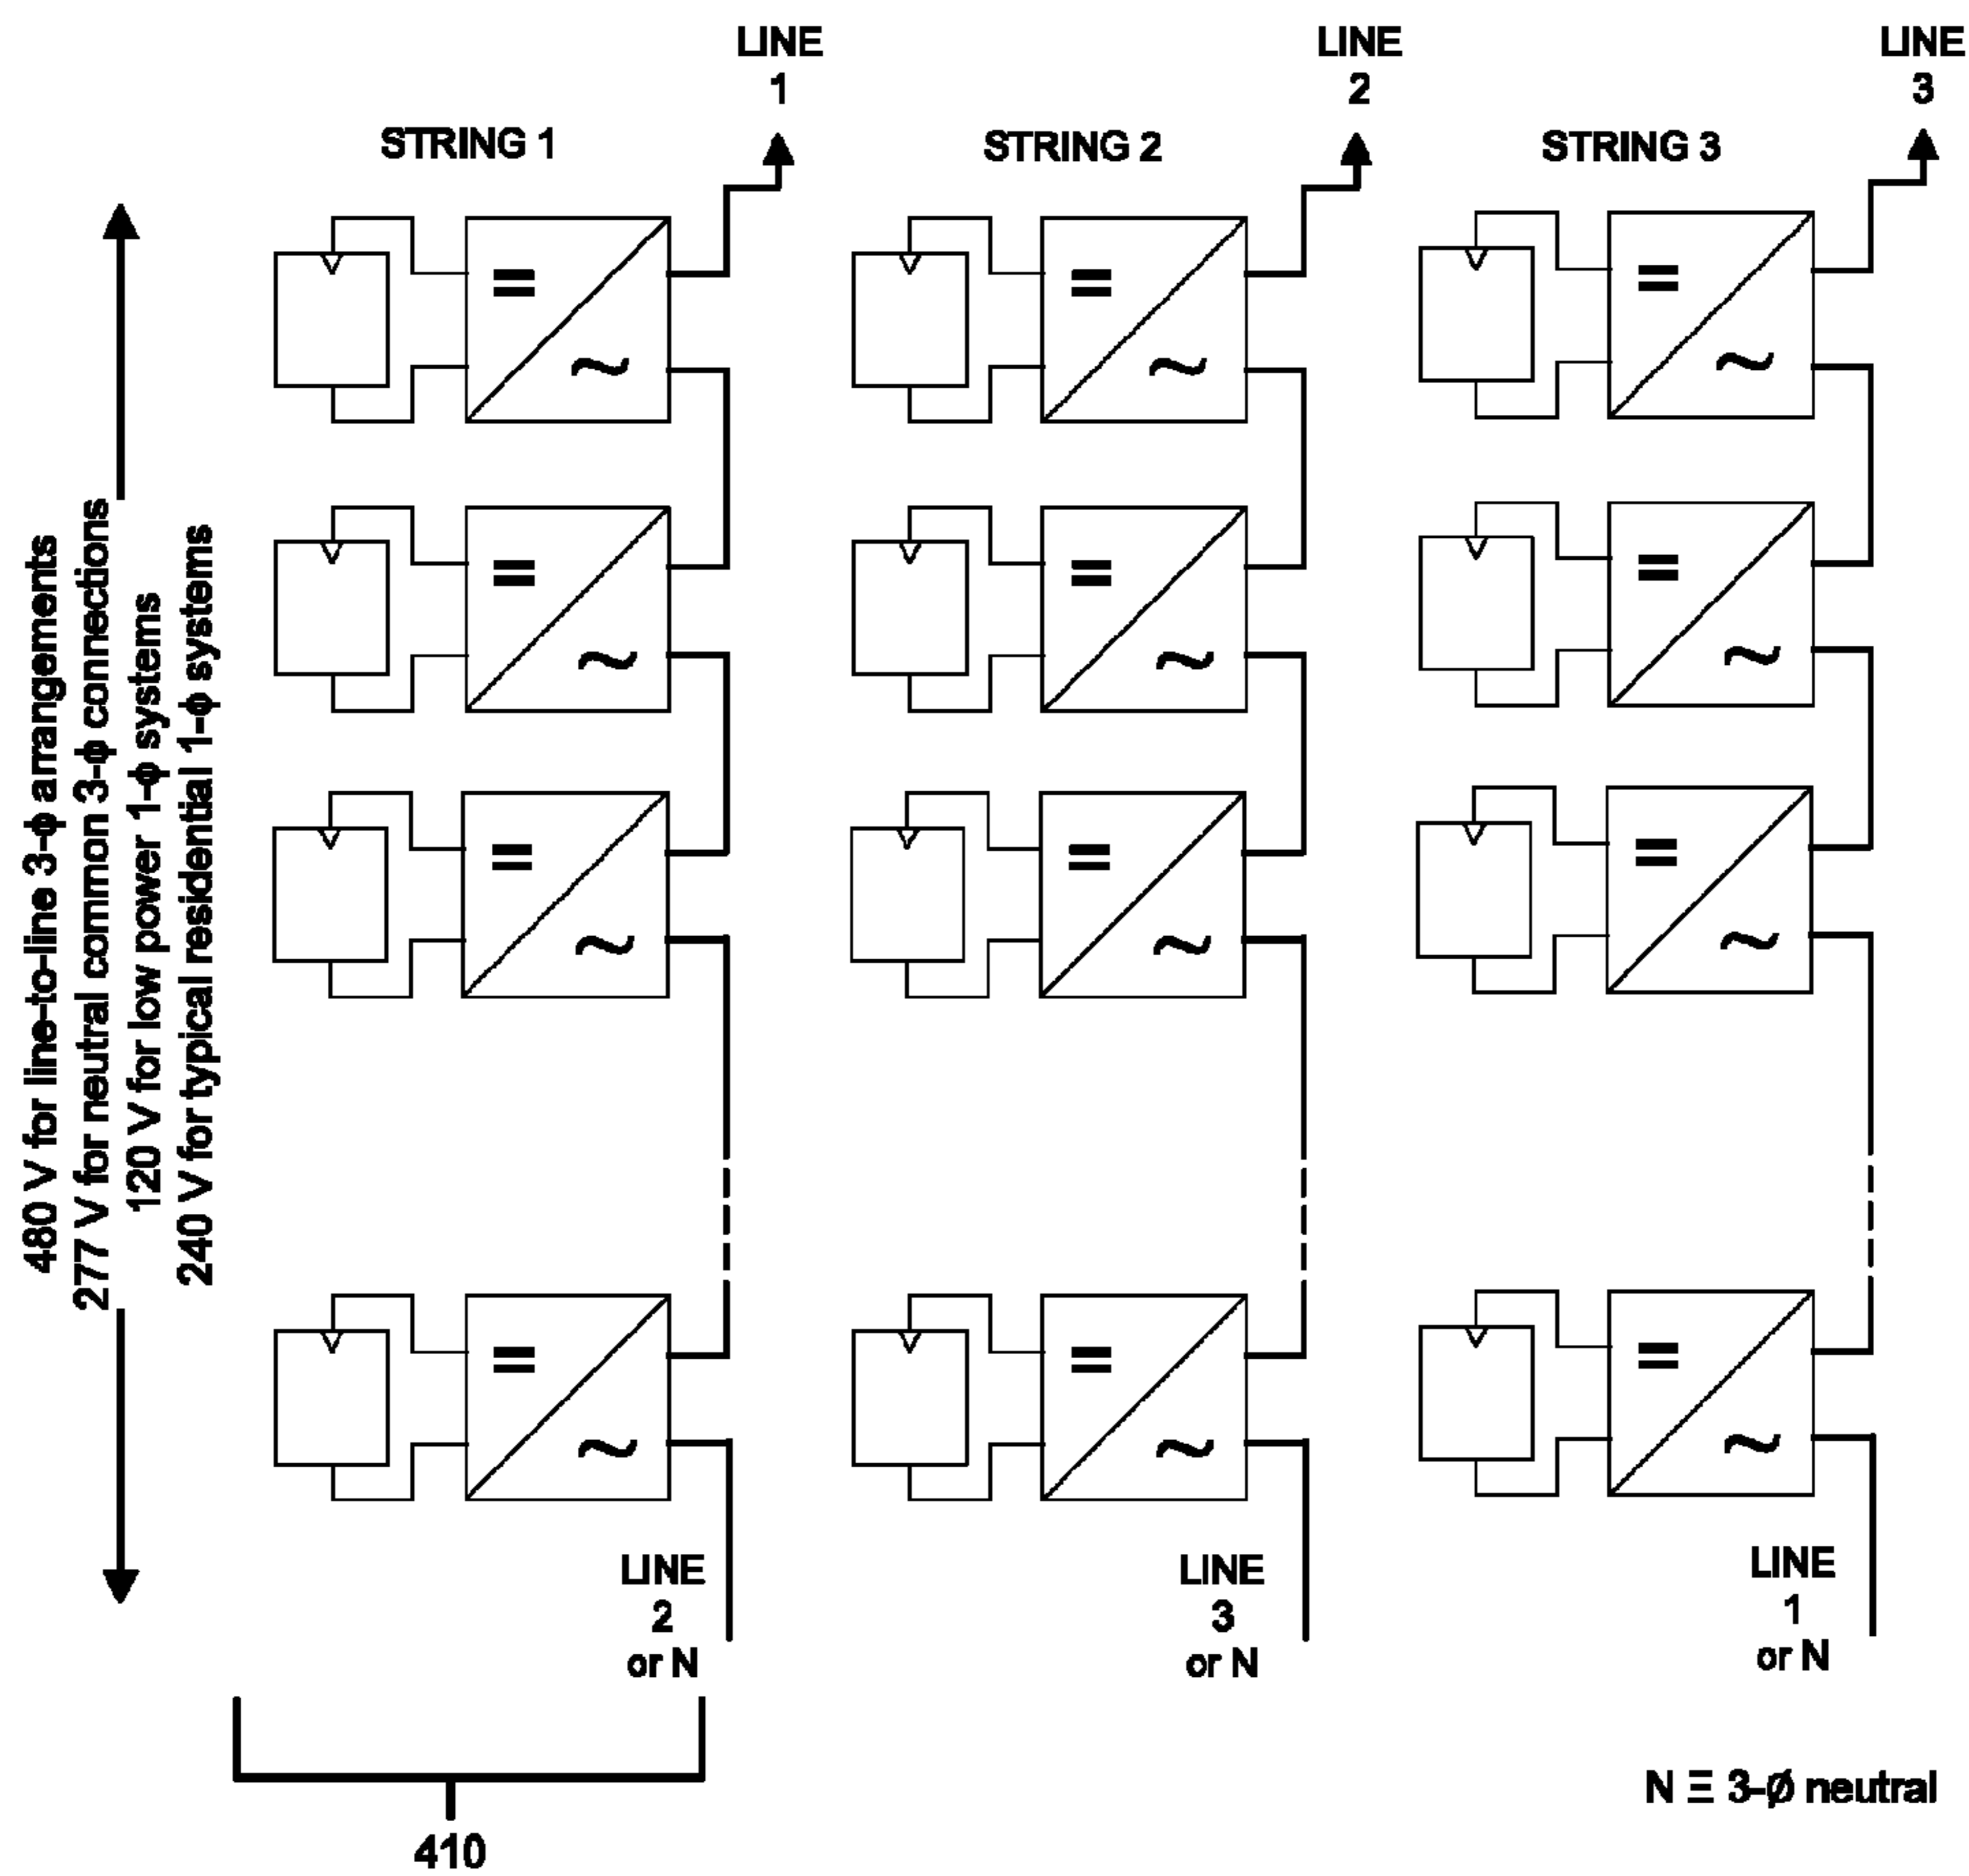 LINE
1
LINE
2
LINE
3
STRING 1
STRING 2
STRING 3
480 V for line-to-line 3-ϕ arrangements
277 V for neutral common 3-ϕ connections
120 V for low power 1-ϕ systems
240 V for typical residential 1-ϕ systems
=
~
=
~
=
~
=
~
=
~
=
~
=
~
=
~
=
~
=
~
=
~
=
~
LINE
2
or N
LINE
3
or N
LINE
1
or N
N Ξ 3-Ø neutral
410